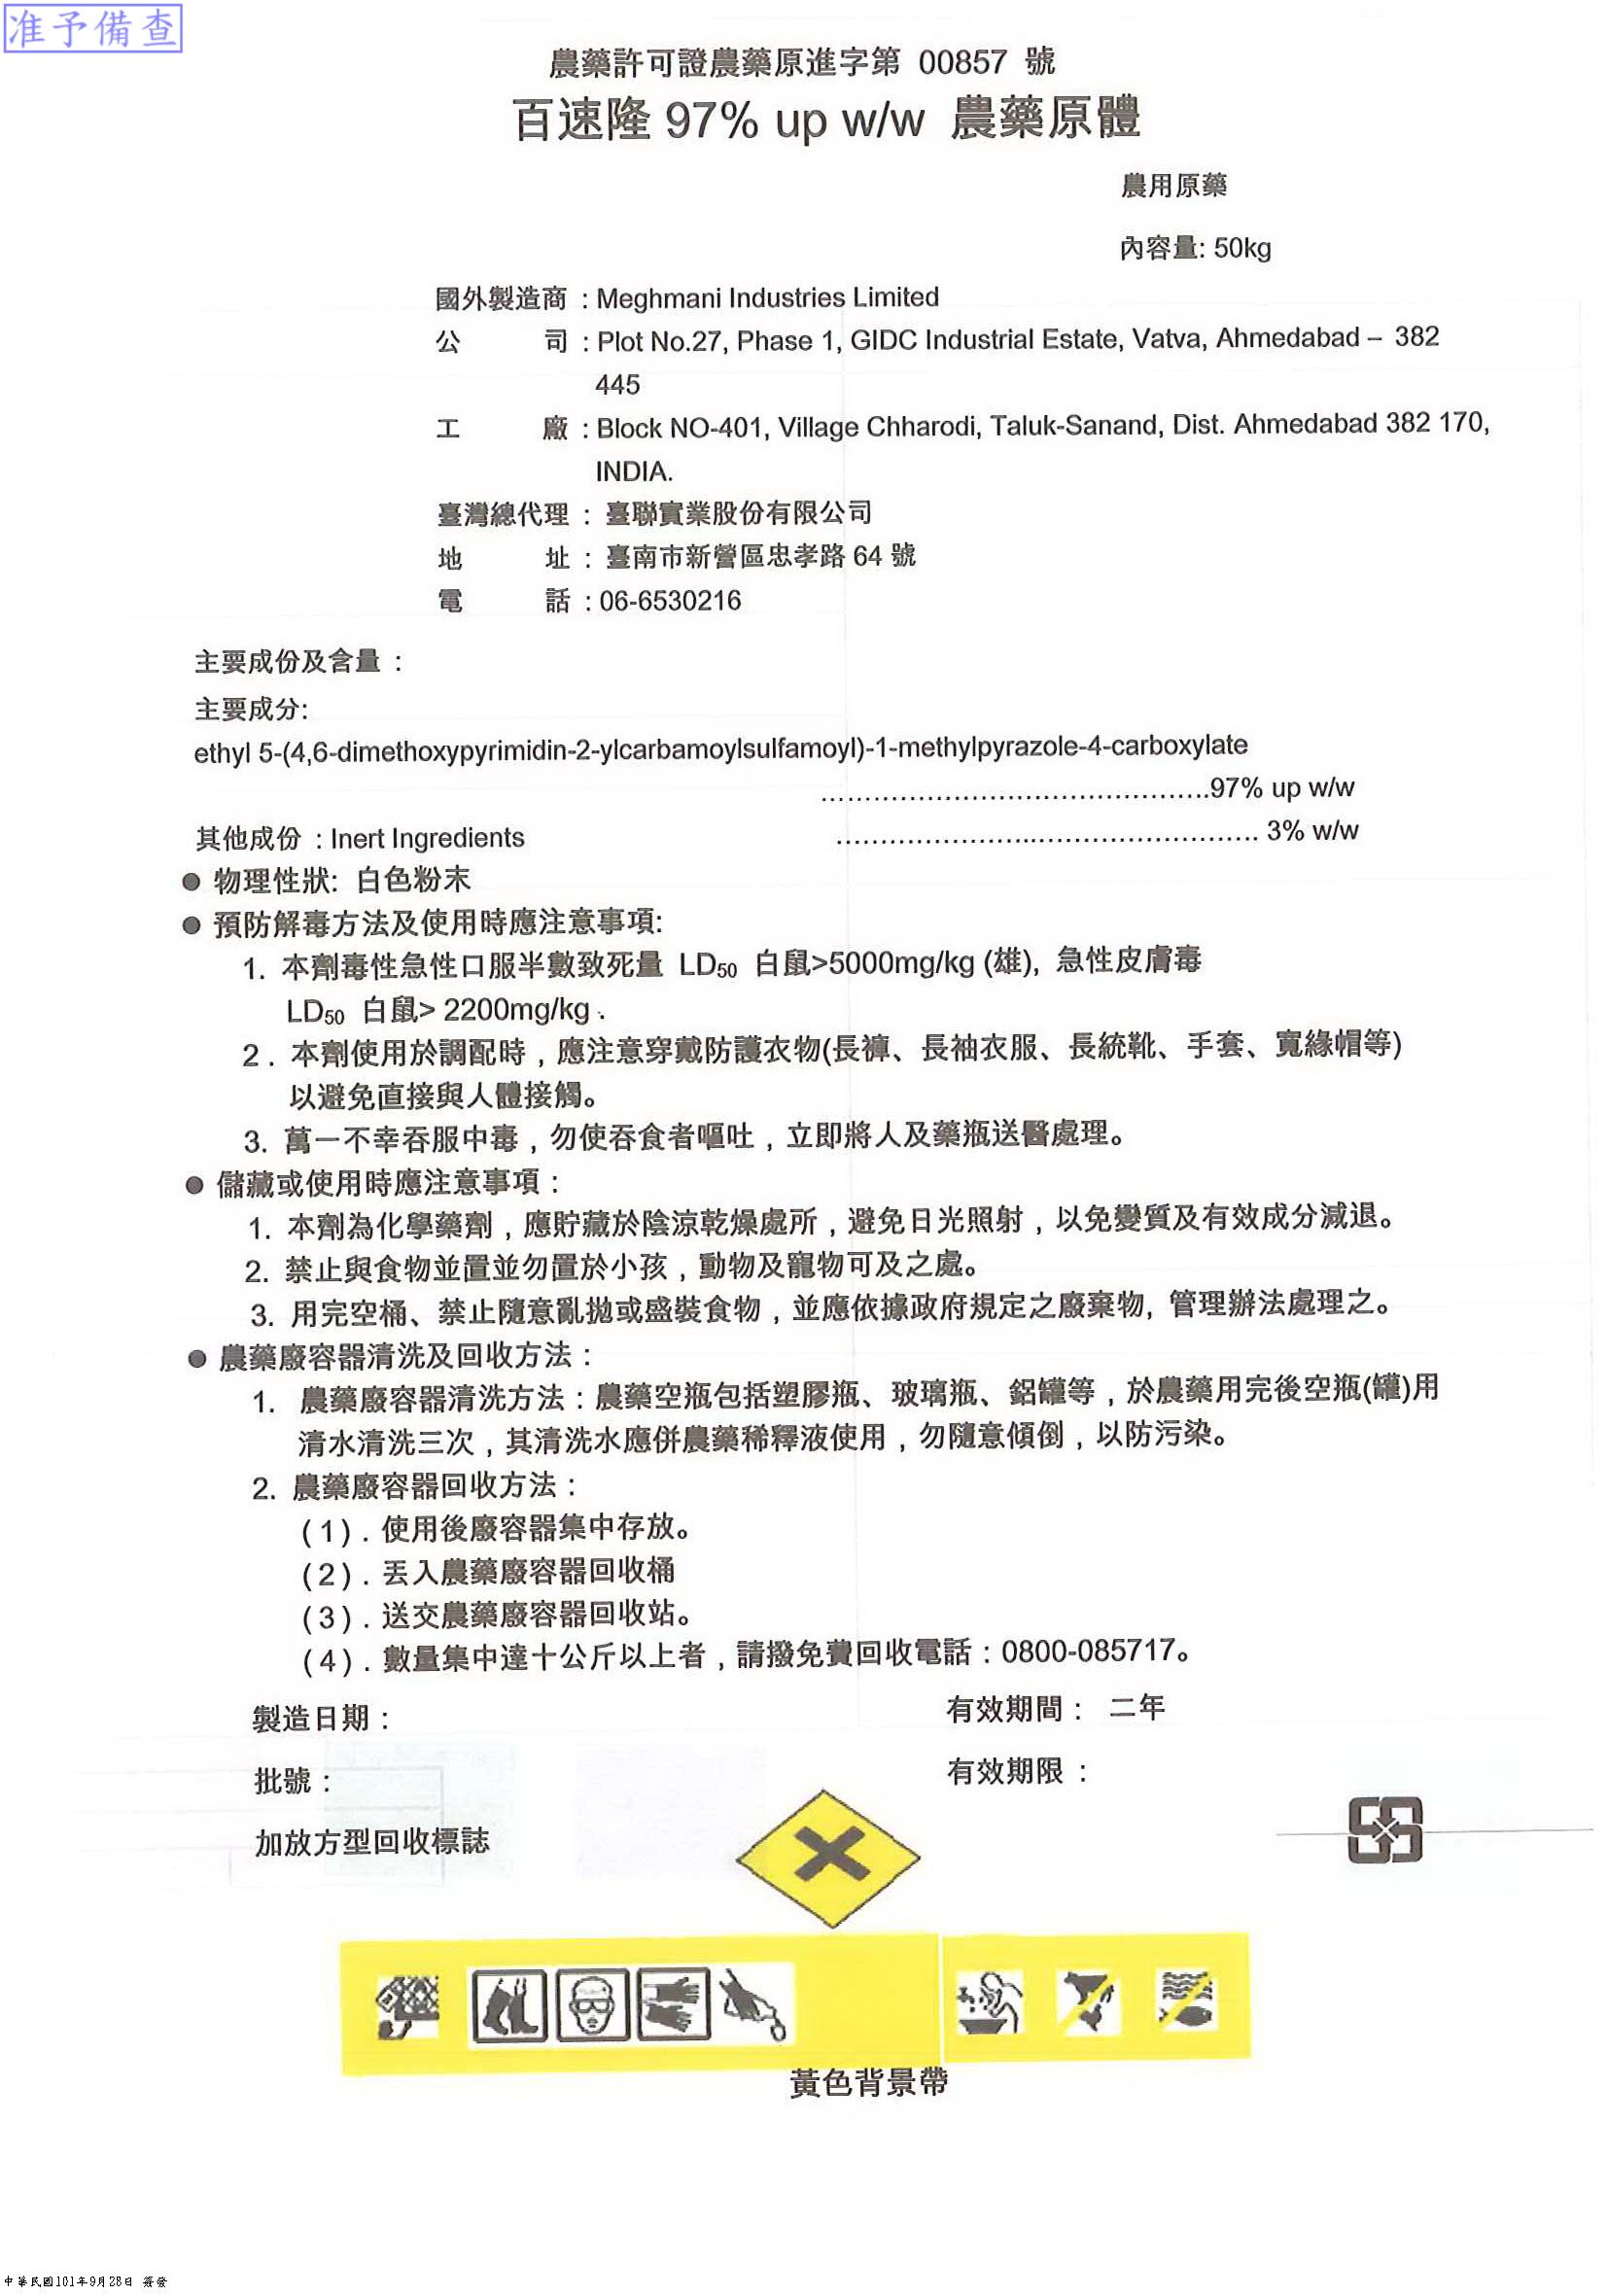 准予備查
農藥許可證農藥原進字第 00857 號
百速隆 97% up w/w 農藥原體
農用原藥
內容量: 50kg
國外製造商 : Meghmani Industries Limited
公 司 : Plot No.27, Phase 1, GIDC Industrial Estate, Vatva, Ahmedabad – 382
445
工 廠 : Block NO-401, Village Chharodi, Taluk-Sanand, Dist. Ahmedabad 382 170,
INDIA.
臺灣總代理 : 臺聯實業股份有限公司
地 址 : 臺南市新營區忠孝路 64 號
電 話 : 06-6530216
主要成份及含量 :
主要成分:
ethyl 5-(4,6-dimethoxypyrimidin-2-ylcarbamoylsulfamoyl)-1-methylpyrazole-4-carboxylate
............................................97% up w/w
其他成份 : Inert Ingredients ................................................ 3% w/w
● 物理性狀: 白色粉末
● 預防解毒方法及使用時應注意事項:
1. 本劑毒性急性口服半數致死量 LD50 白鼠>5000mg/kg (雄), 急性皮膚毒
LD50 白鼠> 2200mg/kg .
2. 本劑使用於調配時，應注意穿戴防護衣物(長褲、長袖衣服、長統靴、手套、寬緣帽等)
以避免直接與人體接觸。
3. 萬一不幸吞服中毒，勿使吞食者嘔吐，立即將人及藥瓶送醫處理。
● 儲藏或使用時應注意事項：
1. 本劑為化學藥劑，應貯藏於陰涼乾燥處所，避免日光照射，以免變質及有效成分減退。
2. 禁止與食物並置並勿置於小孩，動物及寵物可及之處。
3. 用完空桶、禁止隨意亂拋或盛裝食物，並應依據政府規定之廢棄物, 管理辦法處理之。
● 農藥廢容器清洗及回收方法：
1. 農藥廢容器清洗方法：農藥空瓶包括塑膠瓶、玻璃瓶、鋁罐等，於農藥用完後空瓶(罐)用
清水清洗三次，其清洗水應併農藥稀釋液使用，勿隨意傾倒，以防污染。
2. 農藥廢容器回收方法：
(1). 使用後廢容器集中存放。
(2). 丟入農藥廢容器回收桶
(3). 送交農藥廢容器回收站。
(4). 數量集中達十公斤以上者，請撥免費回收電話：0800-085717。
製造日期： 有效期間： 二年
批號： 有效期限：
加放方型回收標誌
黃色背景帶
中華民國101年9月28日 簽發